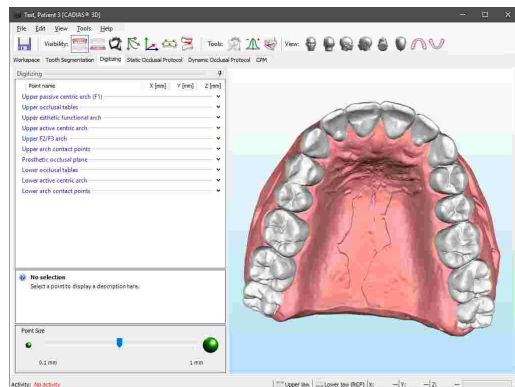 Test, Patient 3 [CADIAS® 3D]
File Edit View Tools Help
Visibility: Tools: View:
Workspace Tooth Segmentation Digitizing Static Occlusal Protocol Dynamic Occlusal Protocol CPM
Digitizing
Point name X [mm] Y [mm] Z [mm]
Upper passive centric arch (F1)
Upper occlusal tables
Upper esthetic functional arch
Upper active centric arch
Upper F2/F3 arch
Upper arch contact points
Prosthetic occlusal plane
Lower occlusal tables
Lower active centric arch
Lower arch contact points
No selection
Select a point to display a description here.
Point Size
0.1 mm 1 mm
Activity: No activity Upper jaw Lower jaw (RCP) X: — Y: — Z: —